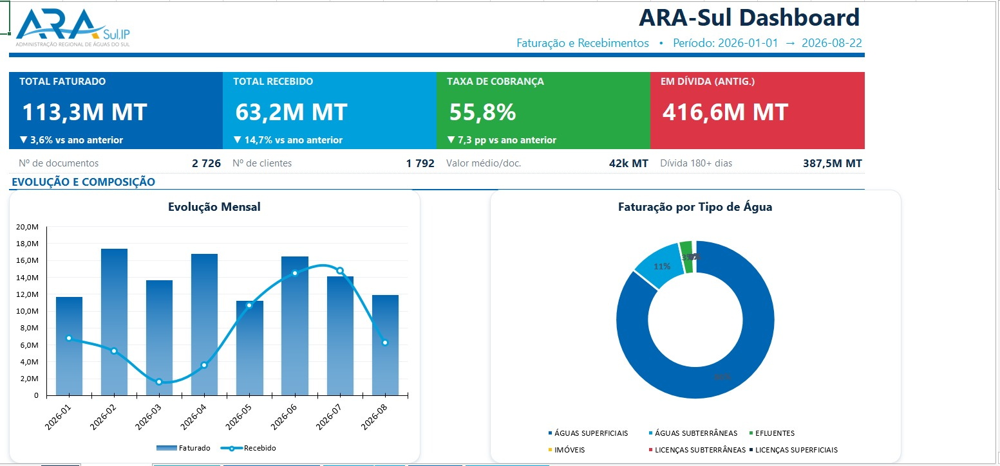 ARA Sul,IP
ADMINISTRAÇÃO REGIONAL DE ÁGUAS DO SUL
ARA-Sul Dashboard
Faturação e Recebimentos • Período: 2026-01-01 → 2026-08-22
TOTAL FATURADO
113,3M MT
▼ 3,6% vs ano anterior
TOTAL RECEBIDO
63,2M MT
▼ 14,7% vs ano anterior
TAXA DE COBRANÇA
55,8%
▼ 7,3 pp vs ano anterior
EM DÍVIDA (ANTIG.)
416,6M MT
Nº de documentos 2 726
Nº de clientes 1 792
Valor médio/doc. 42k MT
Dívida 180+ dias 387,5M MT
EVOLUÇÃO E COMPOSIÇÃO
Evolução Mensal
20,0M
18,0M
16,0M
14,0M
12,0M
10,0M
8,0M
6,0M
4,0M
2,0M
0
2026-01
2026-02
2026-03
2026-04
2026-05
2026-06
2026-07
2026-08
Faturado
Recebido
Faturação por Tipo de Água
11%
ÁGUAS SUPERFICIAIS
ÁGUAS SUBTERRÂNEAS
EFLUENTES
IMÓVEIS
LICENÇAS SUBTERRÂNEAS
LICENÇAS SUPERFICIAIS